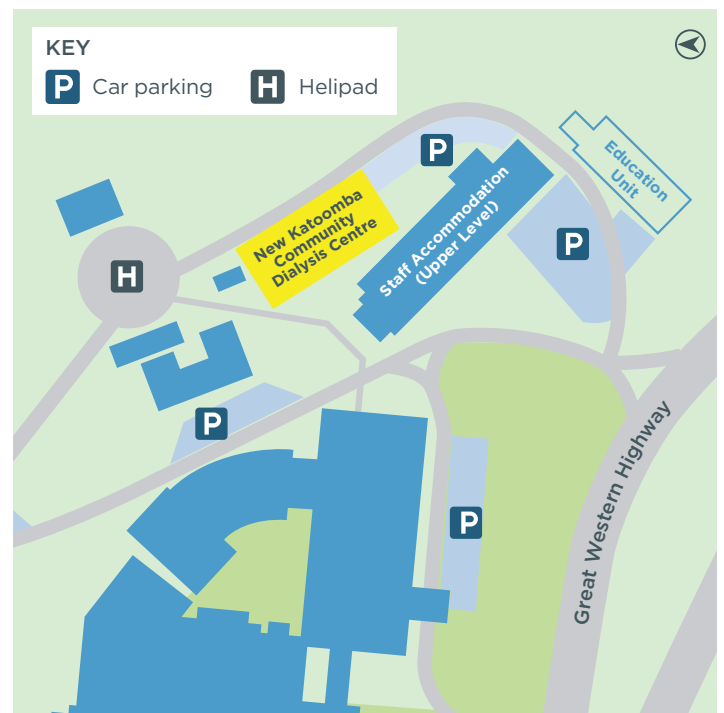 KEY
P Car parking H Helipad
P
Education
Unit
New Katoomba
Community
Dialysis Centre
Staff Accommodation
(Upper Level)
P
H
P
Great Western Highway
P